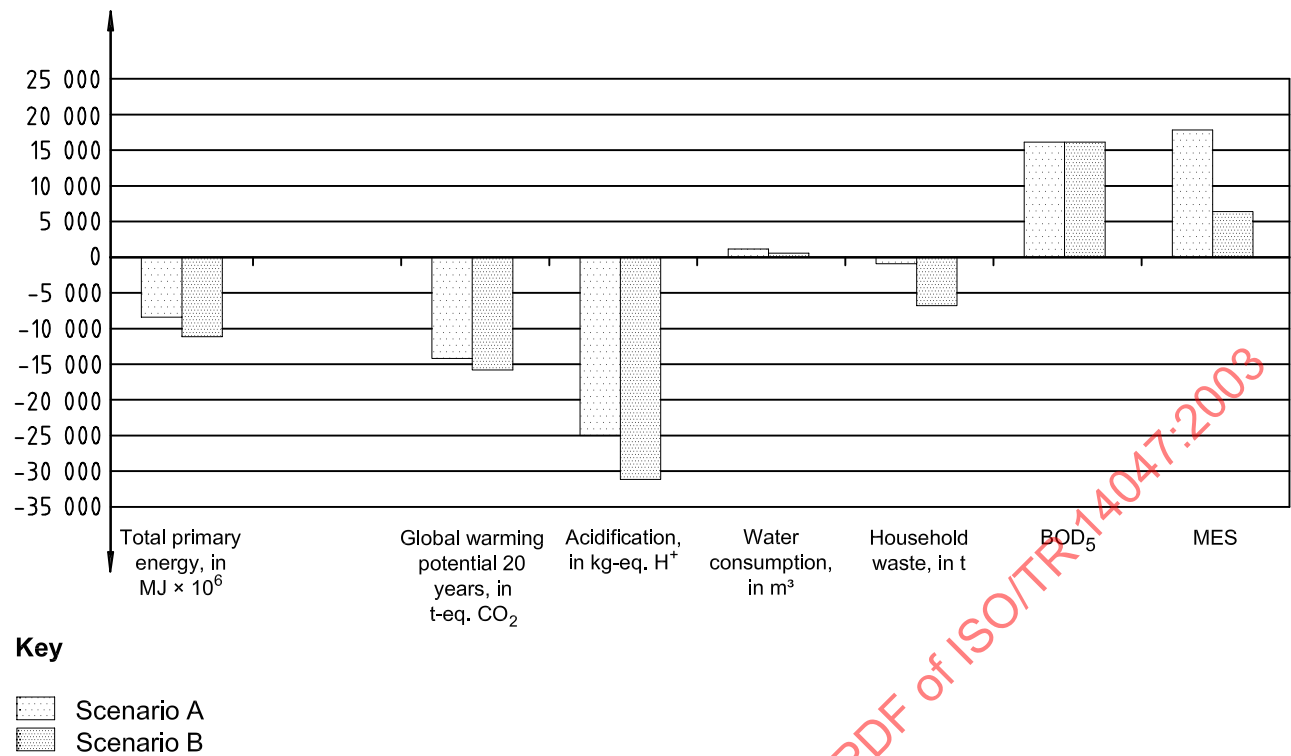 25 000
20 000
15 000
10 000
5 000
0
−5 000
−10 000
−15 000
−20 000
−25 000
−30 000
−35 000
Total primary
energy, in
MJ × 10⁶
Global warming
potential 20
years, in
t-eq. CO₂
Acidification,
in kg-eq. H⁺
Water
consumption,
in m³
Household
waste, in t
BOD₅
MES
Key
Scenario A
Scenario B
PDF of ISO/TR 14047:2003